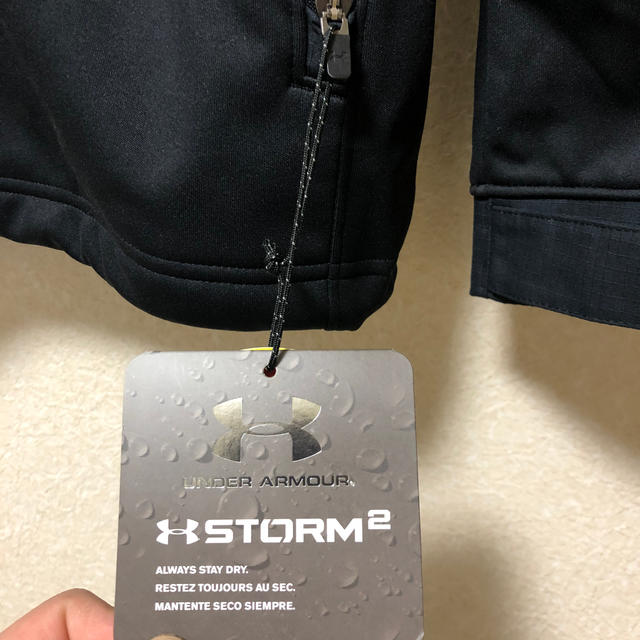 UNDER ARMOUR
STORM2
ALWAYS STAY DRY.
RESTEZ TOUJOURS AU SEC.
MANTENTE SECO SIEMPRE.